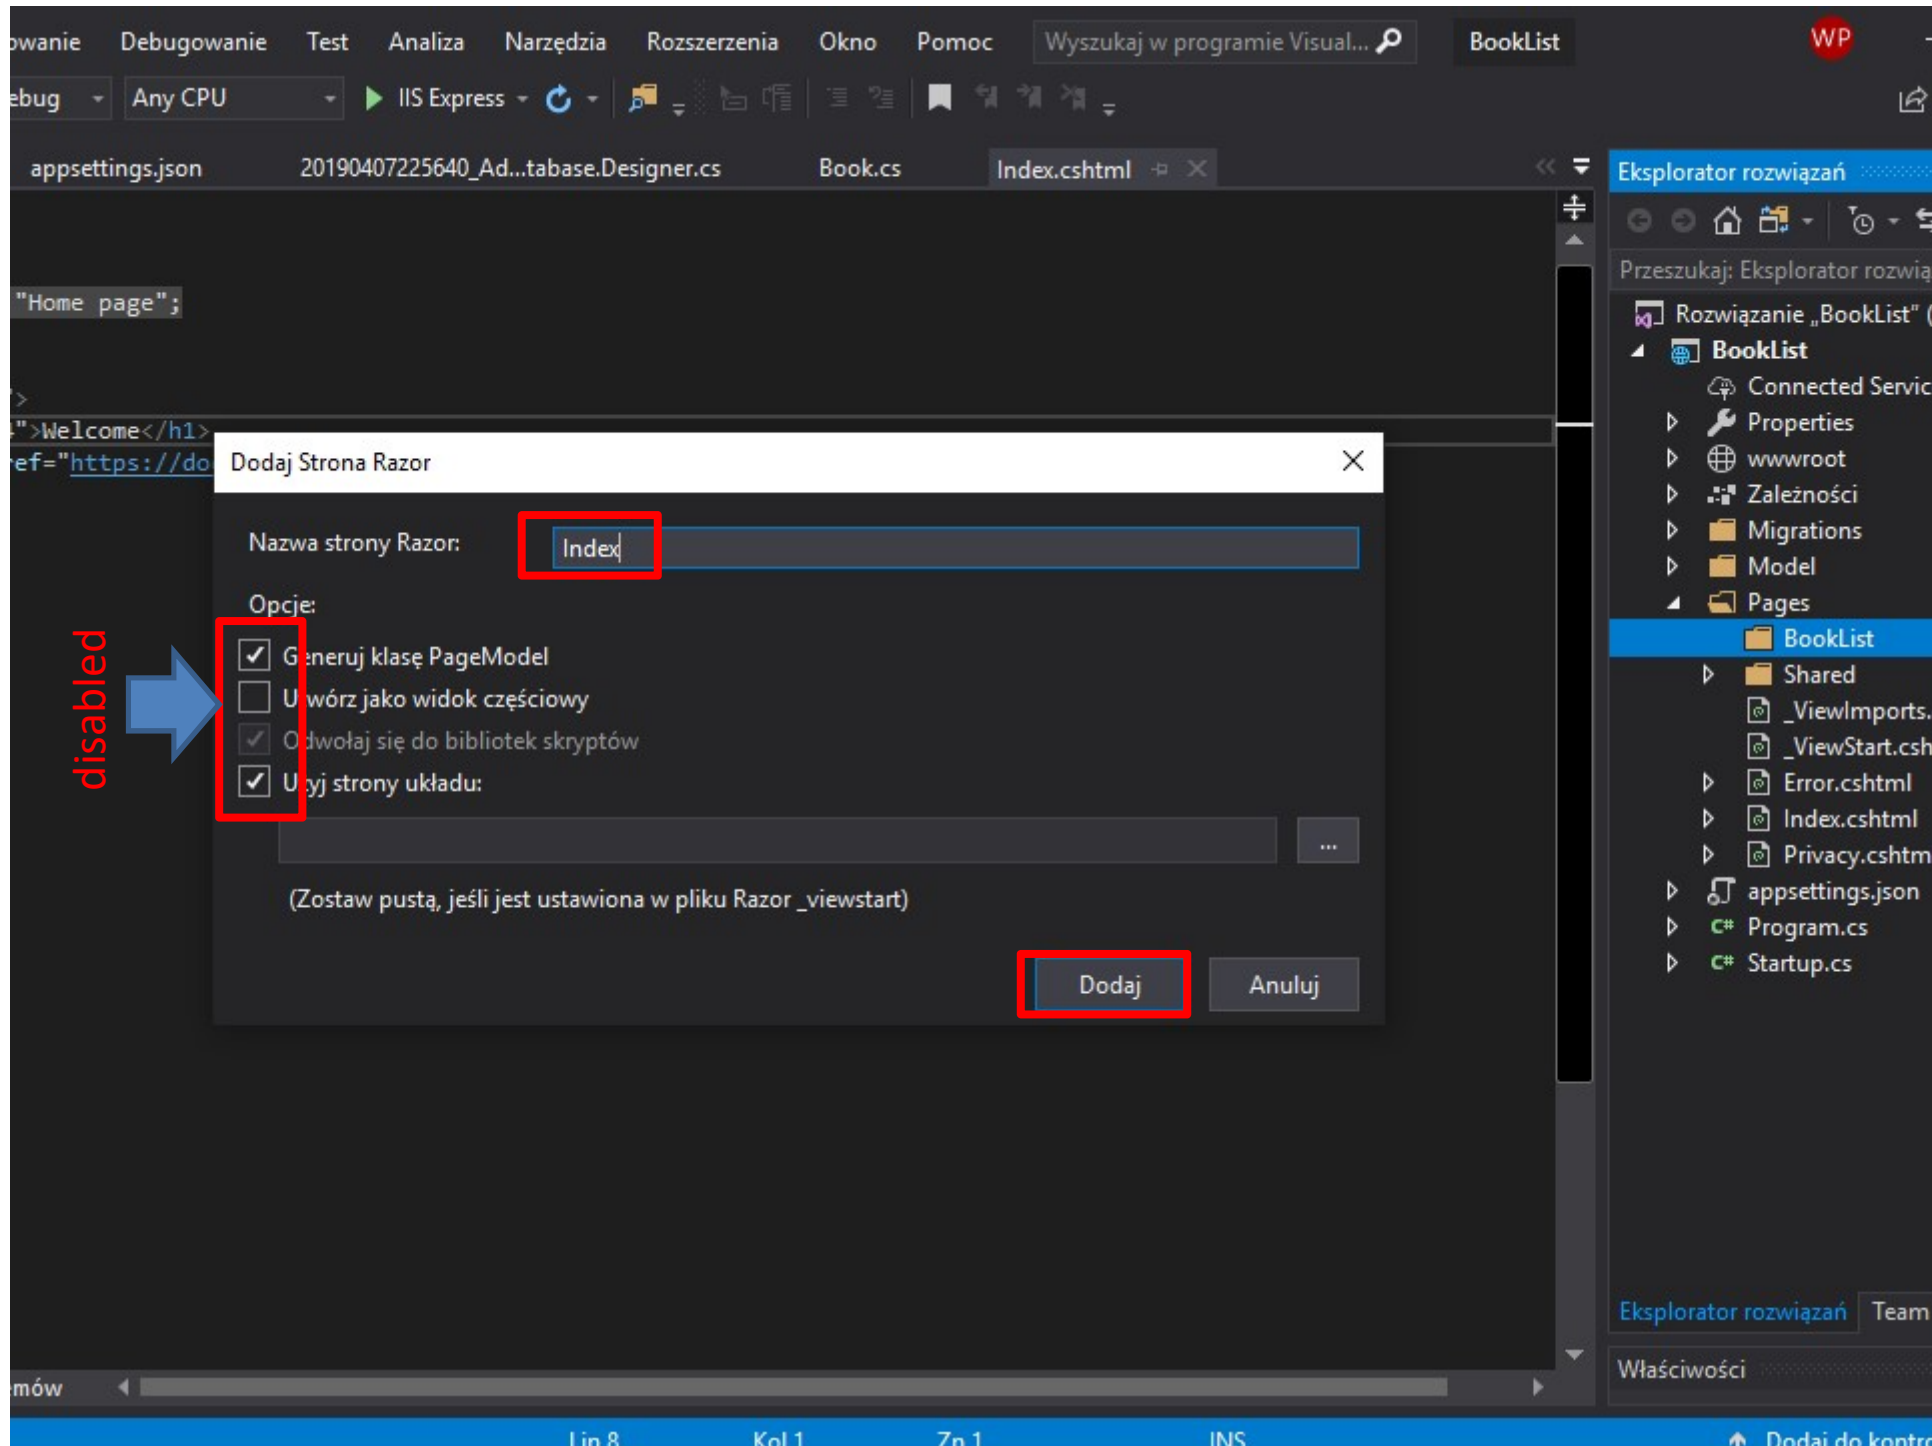 owanie Debugowanie Test Analiza Narzędzia Rozszerzenia Okno Pomoc Wyszukaj w programie Visual... BookList WP
ebug Any CPU IIS Express
appsettings.json 20190407225640_Ad...tabase.Designer.cs Book.cs Index.cshtml
"Home page";
">
4">Welcome</h1>
ref="https://do
disabled
Dodaj Strona Razor
Nazwa strony Razor: Index
Opcje:
Generuj klasę PageModel
Utwórz jako widok częściowy
Odwołaj się do bibliotek skryptów
Użyj strony układu:
...
(Zostaw pustą, jeśli jest ustawiona w pliku Razor _viewstart)
Dodaj Anuluj
Eksplorator rozwiązań
Przeszukaj: Eksplorator rozwią
Rozwiązanie „BookList" (
BookList
Connected Servic
Properties
wwwroot
Zależności
Migrations
Model
Pages
BookList
Shared
_ViewImports.
_ViewStart.csh
Error.cshtml
Index.cshtml
Privacy.cshtm
appsettings.json
C# Program.cs
C# Startup.cs
Eksplorator rozwiązań Team
Właściwości
emów
Lin 8 Kol 1 Zn 1 INS Dodaj do kontro